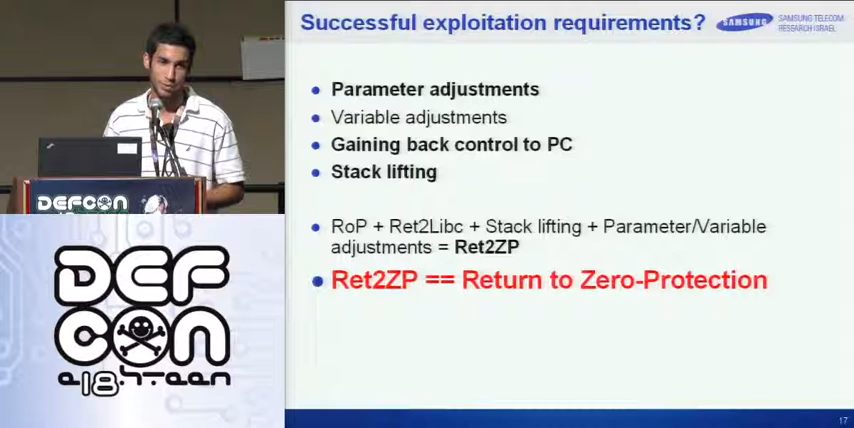 Successful exploitation requirements?
SAMSUNG
SAMSUNG TELECOM
RESEARCH ISRAEL
Parameter adjustments
Variable adjustments
Gaining back control to PC
Stack lifting
RoP + Ret2Libc + Stack lifting + Parameter/Variable
adjustments = Ret2ZP
Ret2ZP == Return to Zero-Protection
17
DEFCON
DEF
CON